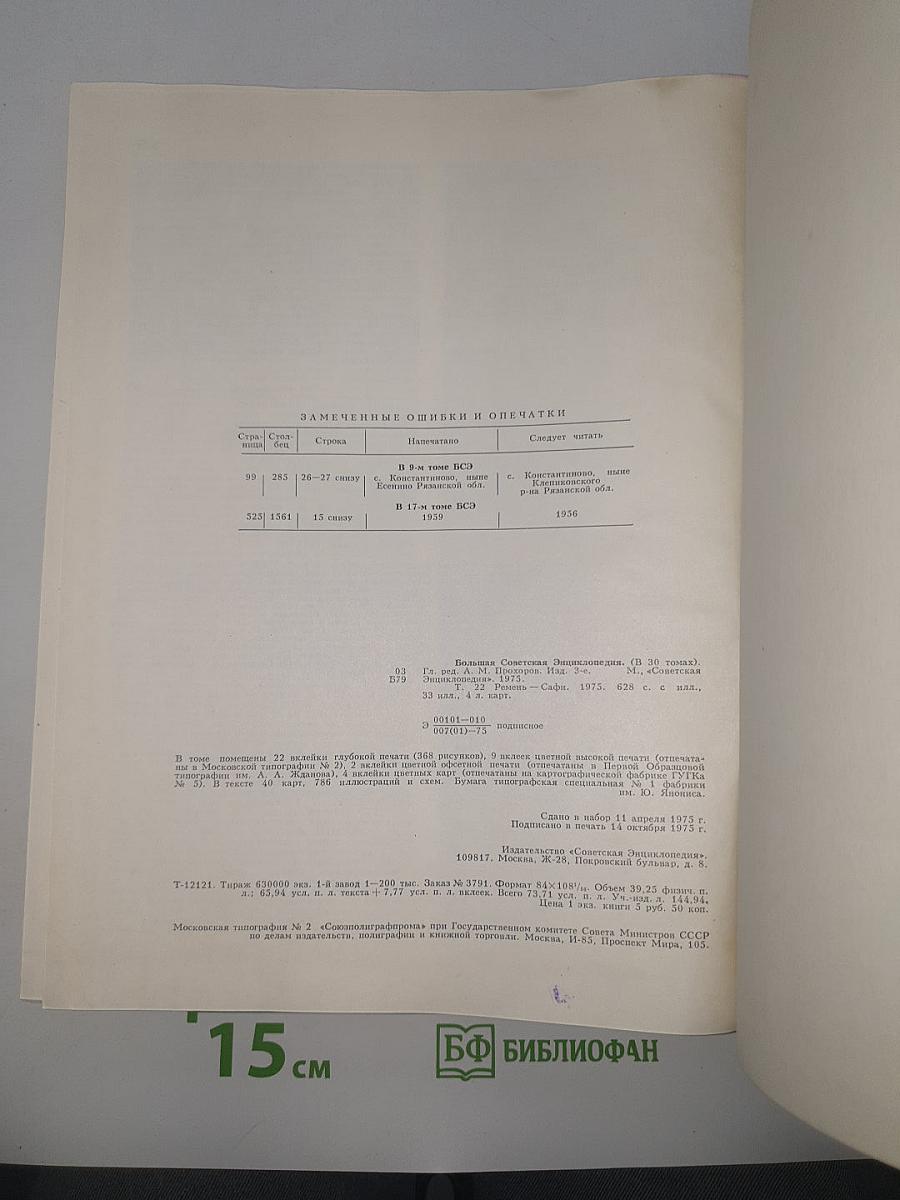 ЗАМЕЧЕННЫЕ ОШИБКИ И ОПЕЧАТКИ
Стра-ница Стол-бец Строка Напечатано Следует читать
В 9-м томе БСЭ
99 285 26—27 снизу с. Константиново, ныне Есенино Рязанской обл. с. Константиново, ныне Клепиковского р-на Рязанской обл.
В 17-м томе БСЭ
525 1561 15 снизу 1959 1956
Большая Советская Энциклопедия. (В 30 томах).
03 Гл. ред. А. М. Прохоров. Изд. 3-е. М., «Советская
Б79 Энциклопедия». 1975.
Т. 22 Ремень — Сафи. 1975. 628 с. с илл.,
33 илл., 4 л. карт.
Э 00101—010
007(01)—75 подписное
В томе помещены 22 вклейки глубокой печати (368 рисунков), 9 вклеек цветной высокой печати (отпечата-
ны в Московской типографии № 2), 2 вклейки цветной офсетной печати (отпечатаны в Первой Образцовой
типографии им. А. А. Жданова), 4 вклейки цветных карт (отпечатаны на картографической фабрике ГУГКа
№ 5). В тексте 40 карт, 786 иллюстраций и схем. Бумага типографская специальная № 1 фабрики
им. Ю. Янониса.
Сдано в набор 11 апреля 1975 г.
Подписано в печать 14 октября 1975 г.
Издательство «Советская Энциклопедия».
109817. Москва, Ж-28, Покровский бульвар, д. 8.
Т-12121. Тираж 630000 экз. 1-й завод 1—200 тыс. Заказ № 3791. Формат 84×108¹/₁₆. Объем 39,25 физич. п.
л.; 65,94 усл. п. л. текста + 7,77 усл. п. л. вклеек. Всего 73,71 усл. п. л. Уч.-изд. л. 144,94.
Цена 1 экз. книги 5 руб. 50 коп.
Московская типография № 2 «Союзполиграфпрома» при Государственном комитете Совета Министров СССР
по делам издательств, полиграфии и книжной торговли. Москва, И-85, Проспект Мира, 105.
15 см
БФ БИБЛИОФАН